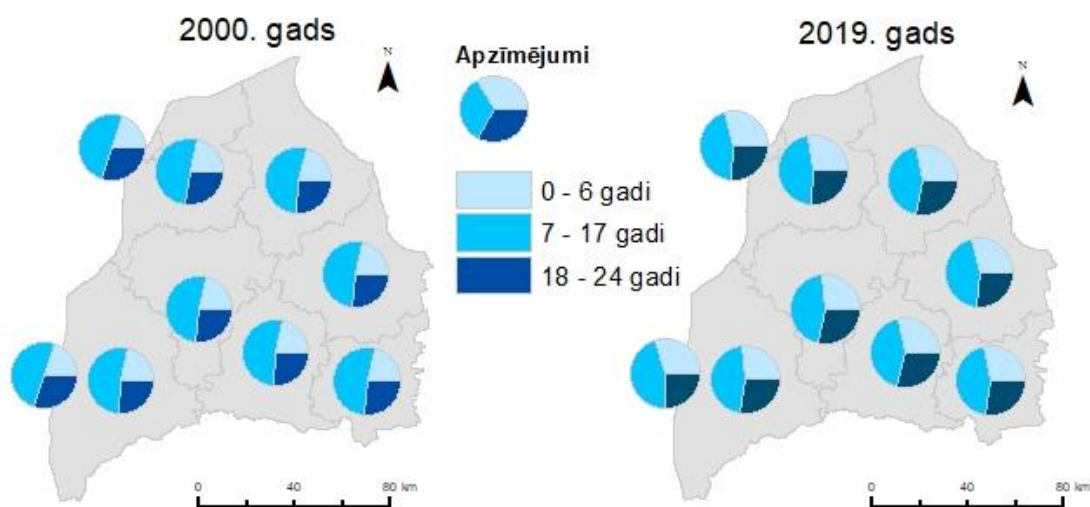 2000. gads
N
0 40 80 km
Apzīmējumi
0 - 6 gadi
7 - 17 gadi
18 - 24 gadi
2019. gads
N
0 40 80 km